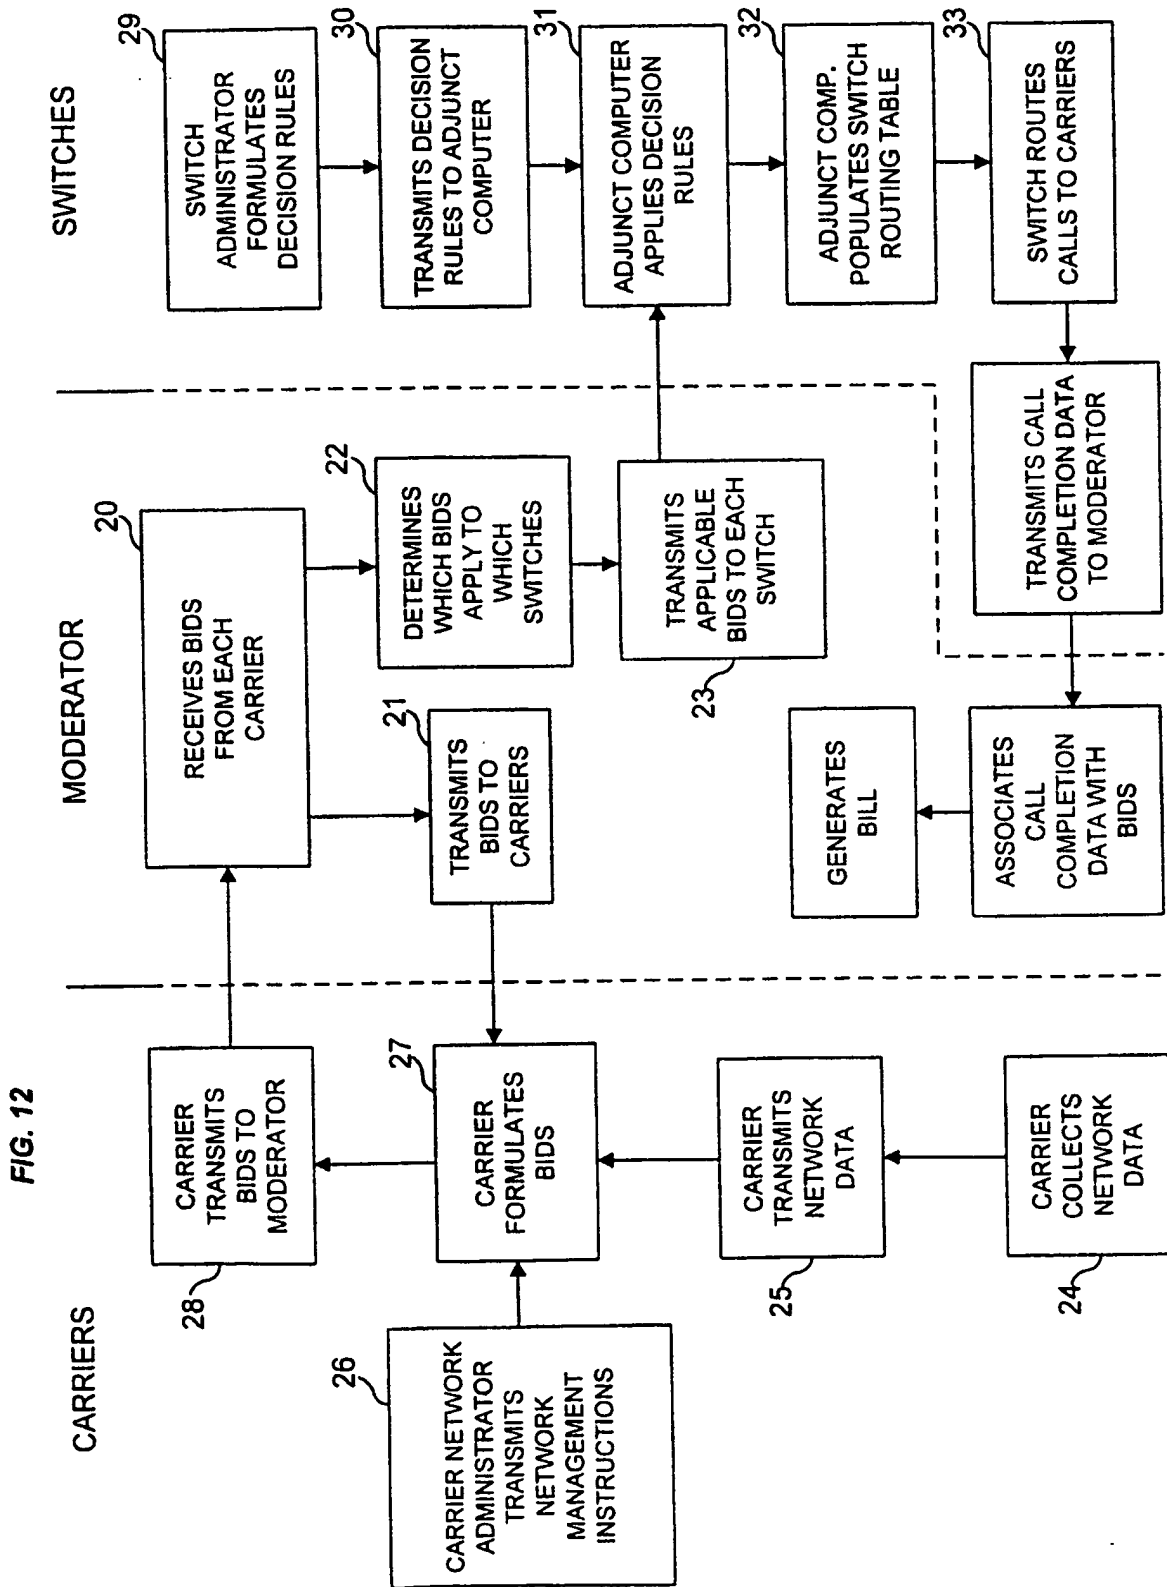 FIG. 12
CARRIERS
MODERATOR
SWITCHES
28
CARRIER
TRANSMITS
BIDS TO
MODERATOR
26
CARRIER NETWORK
ADMINISTRATOR
TRANSMITS
NETWORK
MANAGEMENT
INSTRUCTIONS
27
CARRIER
FORMULATES
BIDS
25
CARRIER
TRANSMITS
NETWORK
DATA
24
CARRIER
COLLECTS
NETWORK
DATA
20
RECEIVES BIDS
FROM EACH
CARRIER
21
TRANSMITS
BIDS TO
CARRIERS
22
DETERMINES
WHICH BIDS
APPLY TO
WHICH
SWITCHES
23
TRANSMITS
APPLICABLE
BIDS TO EACH
SWITCH
GENERATES
BILL
ASSOCIATES
CALL
COMPLETION
DATA WITH
BIDS
29
SWITCH
ADMINISTRATOR
FORMULATES
DECISION RULES
30
TRANSMITS DECISION
RULES TO ADJUNCT
COMPUTER
31
ADJUNCT COMPUTER
APPLIES DECISION
RULES
32
ADJUNCT COMP.
POPULATES SWITCH
ROUTING TABLE
33
SWITCH ROUTES
CALLS TO CARRIERS
TRANSMITS CALL
COMPLETION DATA
TO MODERATOR